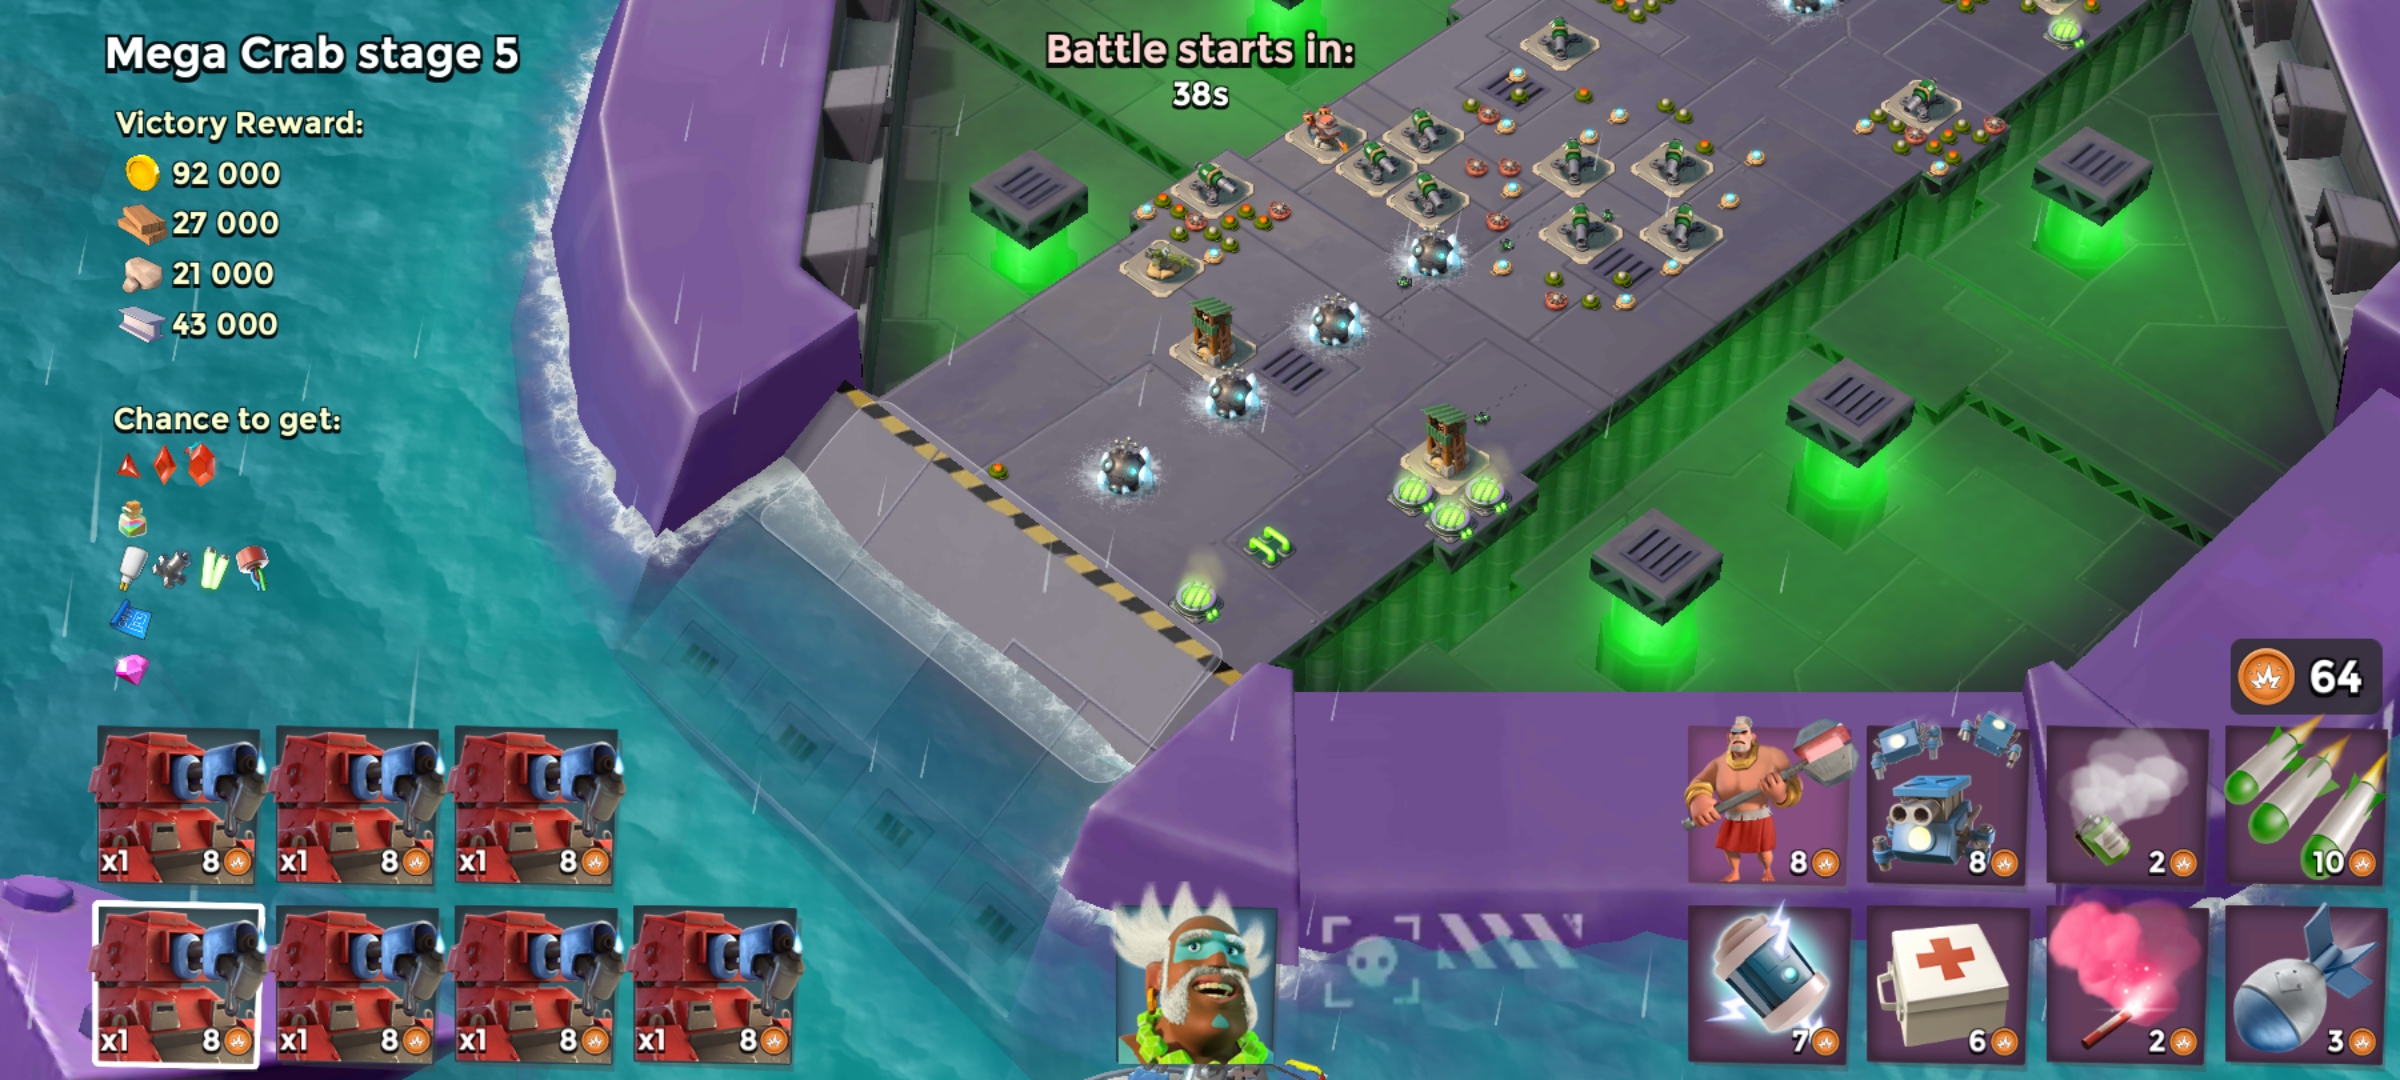 Mega Crab stage 5
Battle starts in:
38s
Victory Reward:
92 000
27 000
21 000
43 000
Chance to get:
64
x1 8
x1 8
x1 8
8
8
2
10
x1 8
x1 8
x1 8
x1 8
7
6
2
3